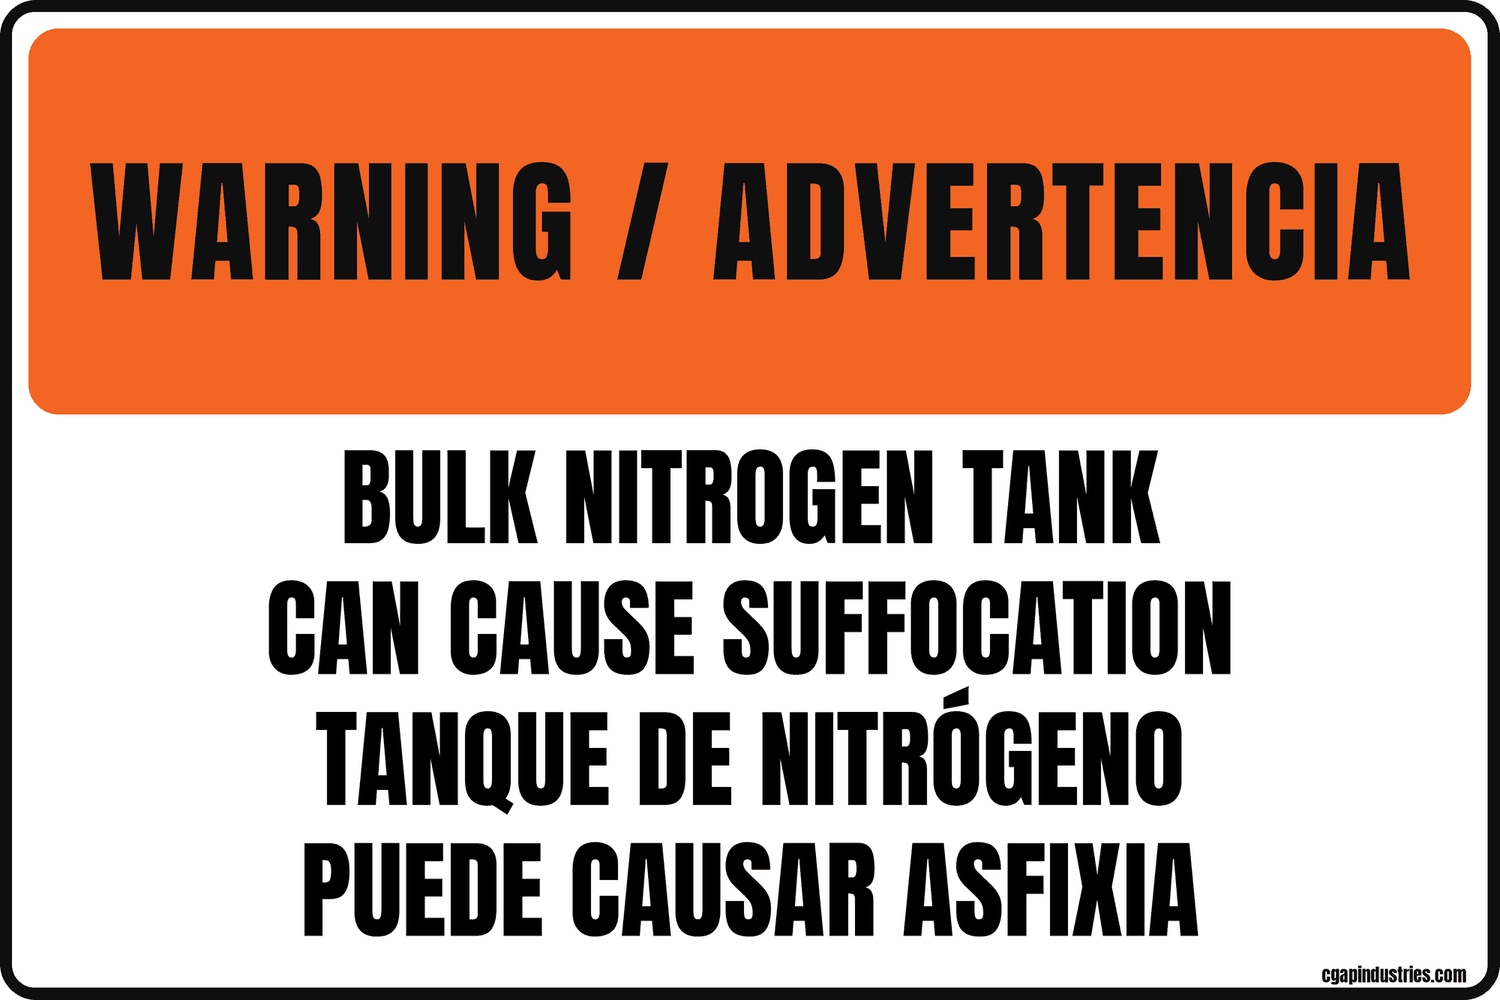 WARNING / ADVERTENCIA
BULK NITROGEN TANK
CAN CAUSE SUFFOCATION
TANQUE DE NITRÓGENO
PUEDE CAUSAR ASFIXIA
cgapindustries.com